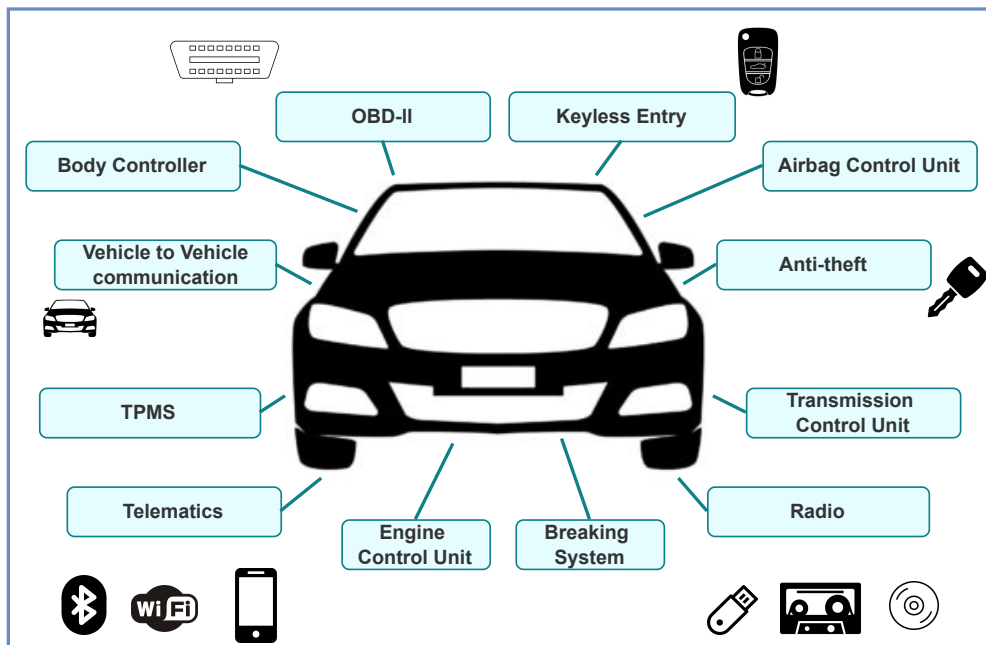 OBD-II
Keyless Entry
Body Controller
Airbag Control Unit
Vehicle to Vehicle
communication
Anti-theft
TPMS
Transmission
Control Unit
Telematics
Engine
Control Unit
Breaking
System
Radio
WiFi